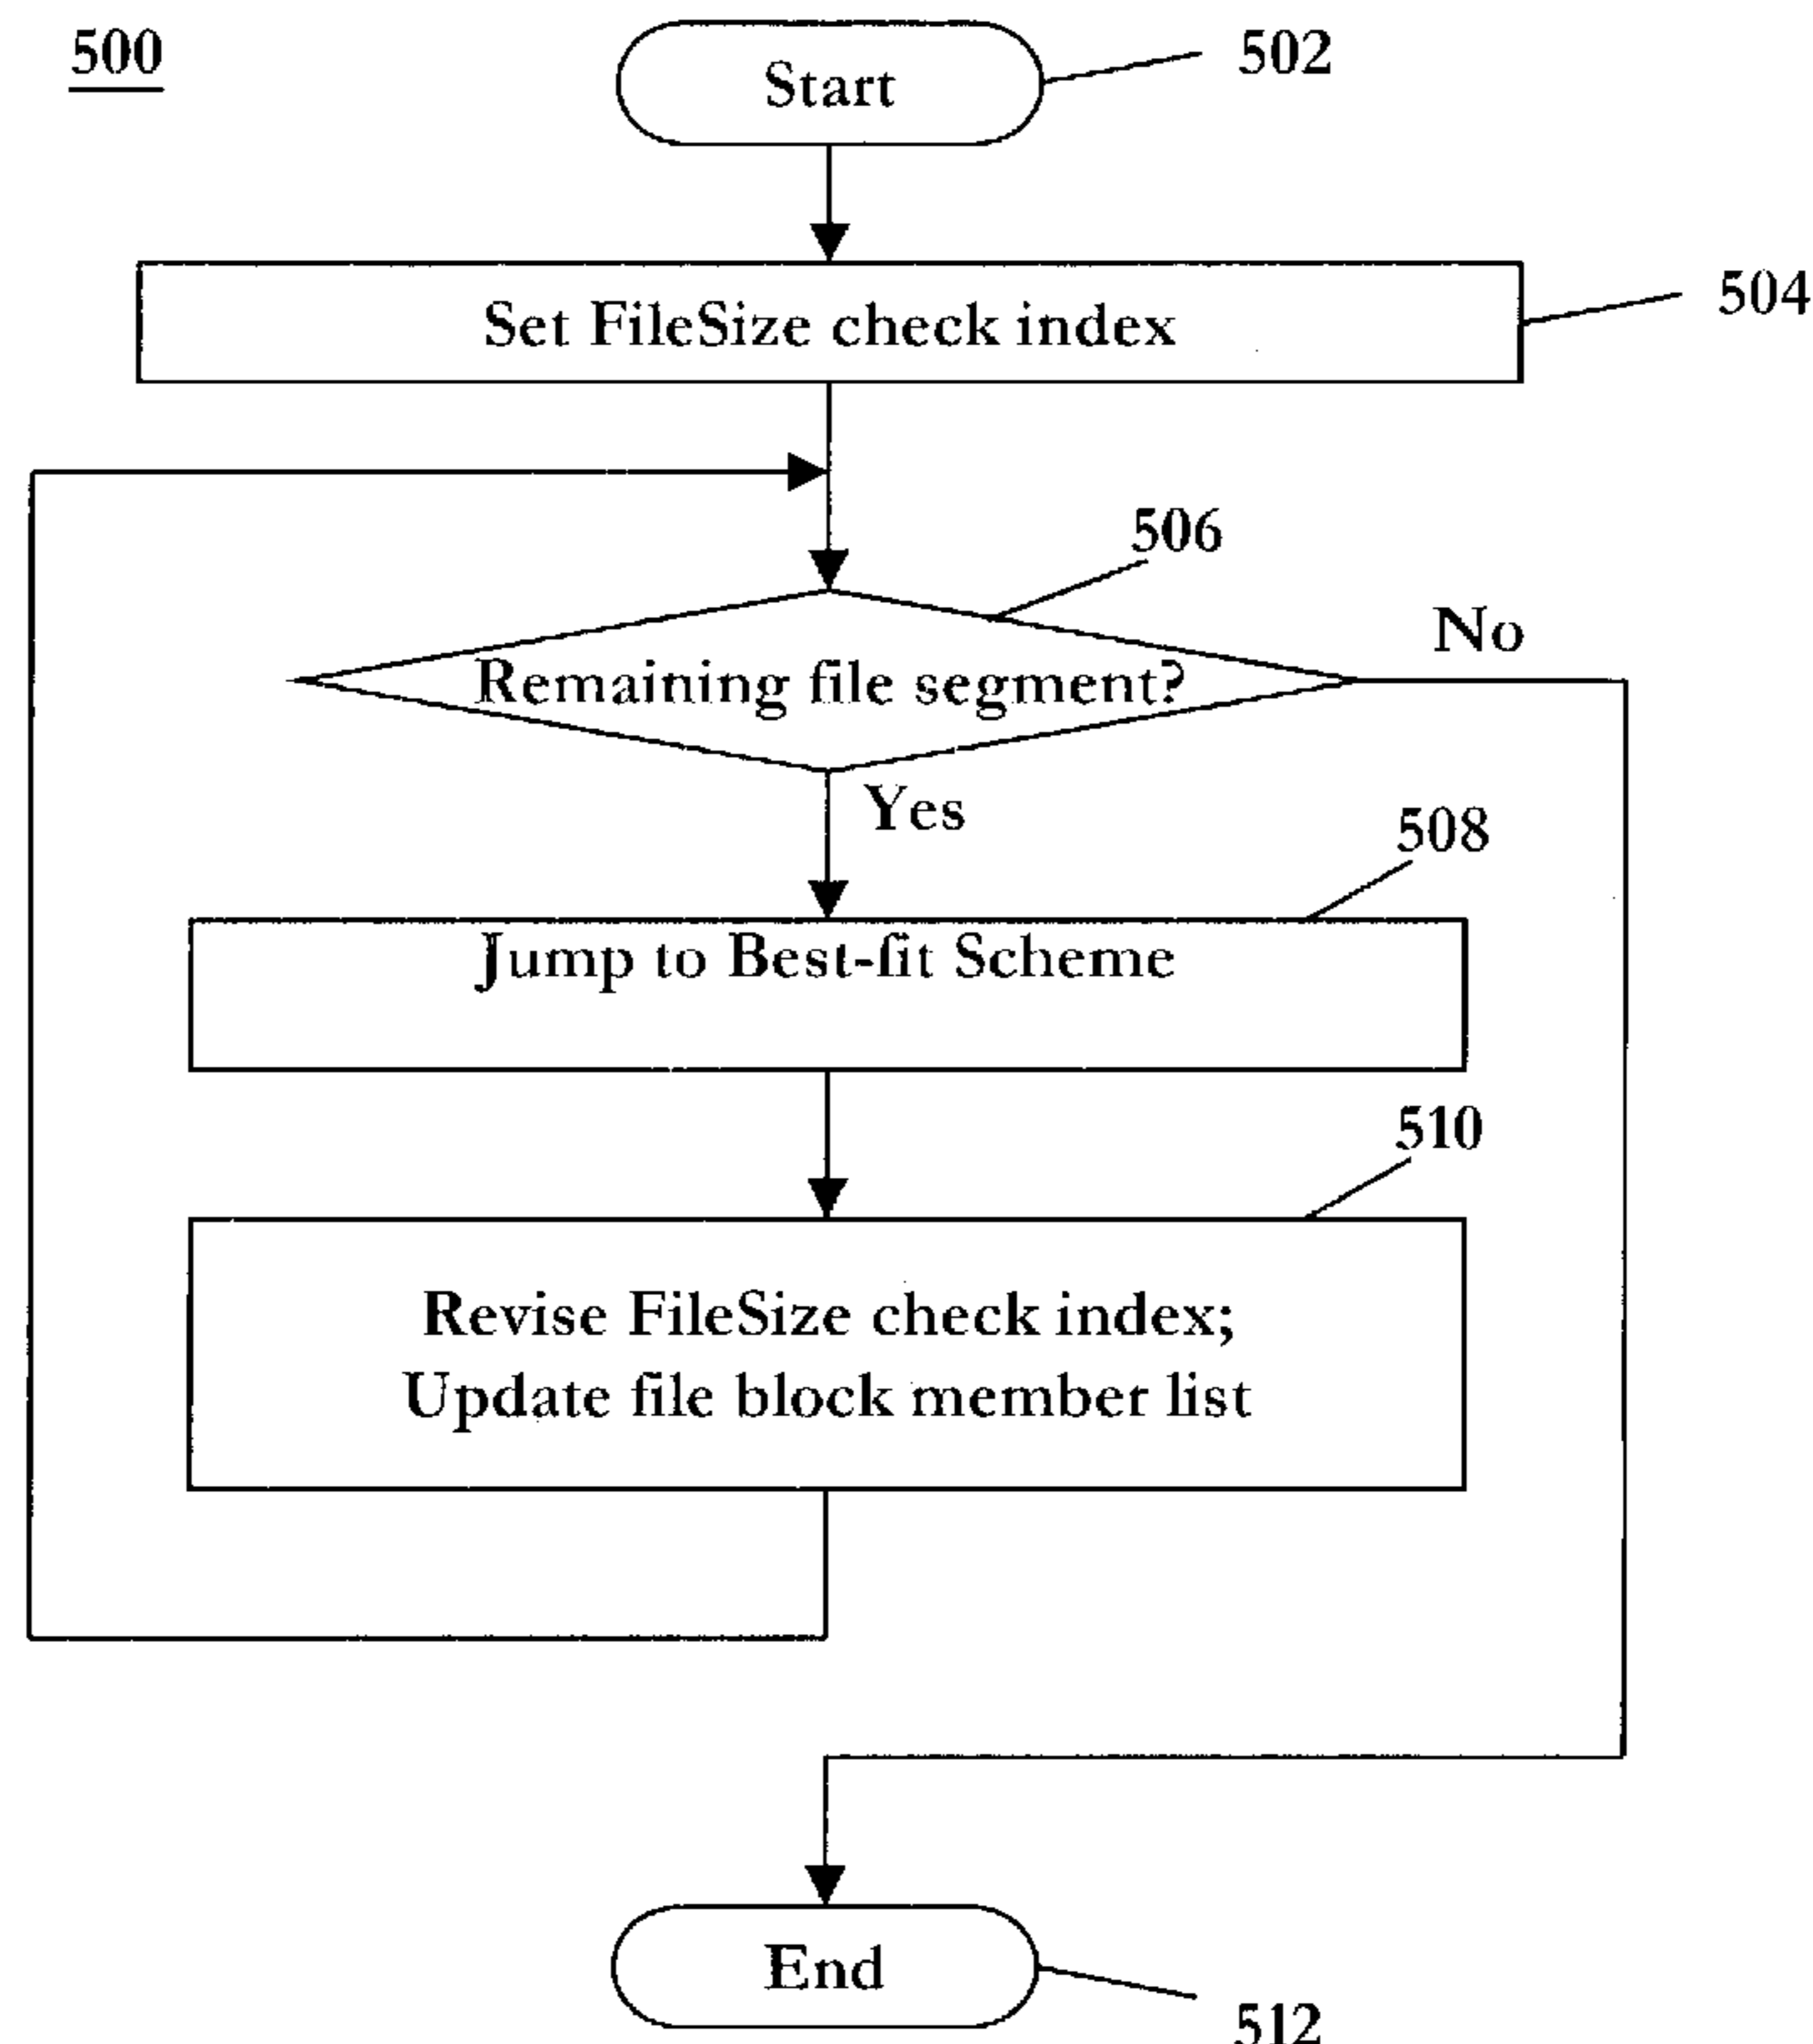 500
Start
502
Set FileSize check index
504
506
Remaining file segment?
No
Yes
508
Jump to Best-fit Scheme
510
Revise FileSize check index;
Update file block member list
End
512